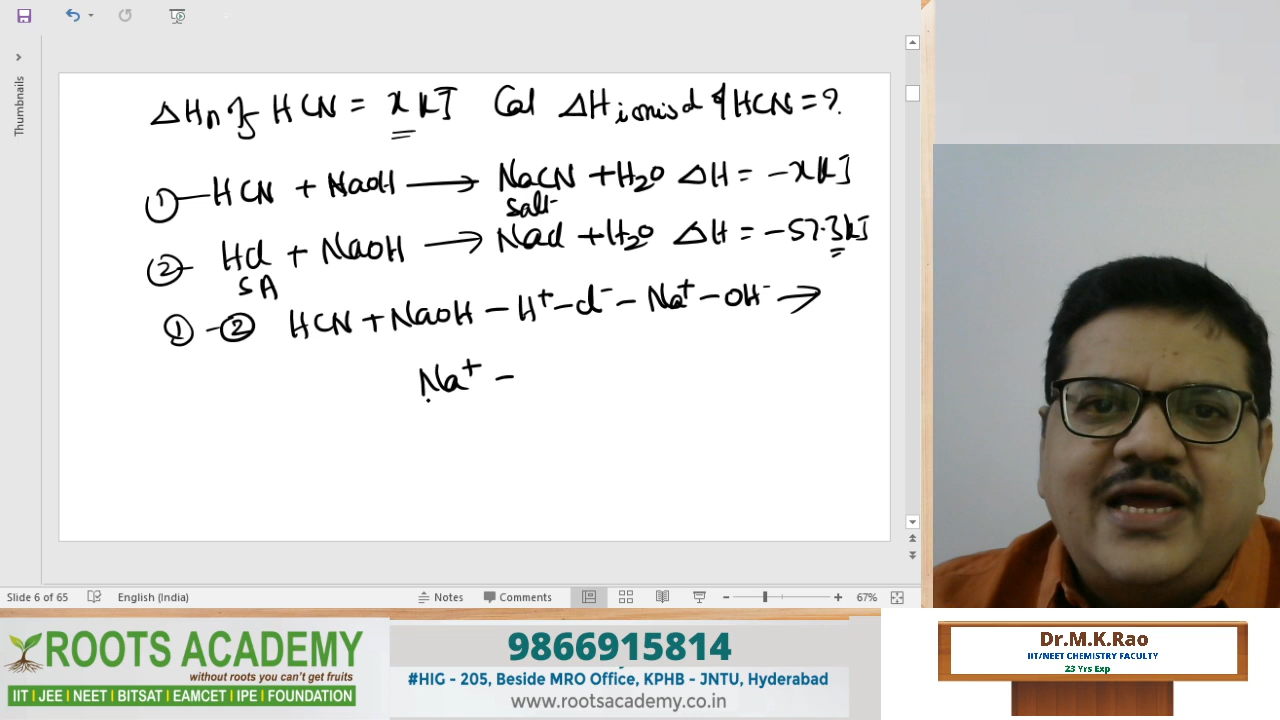 Thumbnails
ΔHn of HCN = x kJ Cal ΔHionisd of HCN = ?
① HCN + NaOH → NaCN + H2O ΔH = -x kJ
salt
② HCl + NaOH → NaCl + H2O ΔH = -57.3 kJ
SA
① - ② HCN + NaOH - H⁺ - Cl⁻ - Na⁺ - OH⁻ →
Na⁺ -
Slide 6 of 65 English (India) Notes Comments 67%
ROOTS ACADEMY
without roots you can't get fruits
IIT I JEE I NEET I BITSAT I EAMCET I IPE I FOUNDATION
9866915814
#HIG - 205, Beside MRO Office, KPHB - JNTU, Hyderabad
www.rootsacademy.co.in
Dr.M.K.Rao
IIT/NEET CHEMISTRY FACULTY
23 Yrs Exp